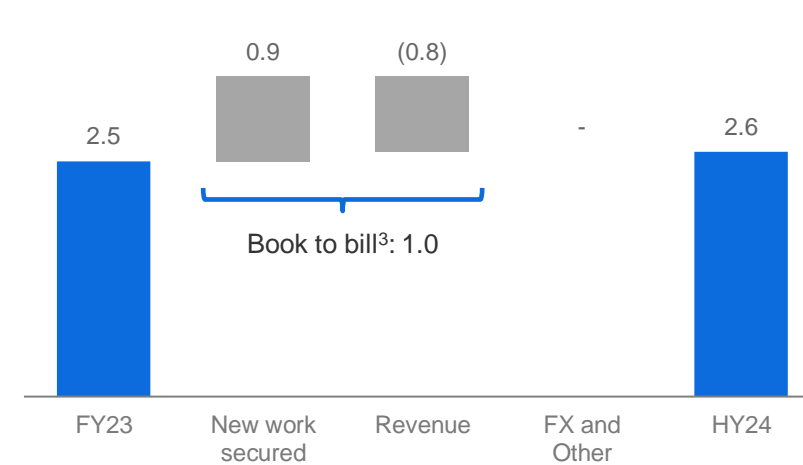 0.9
(0.8)
2.5
-
2.6
Book to bill³: 1.0
FY23
New work
secured
Revenue
FX and
Other
HY24